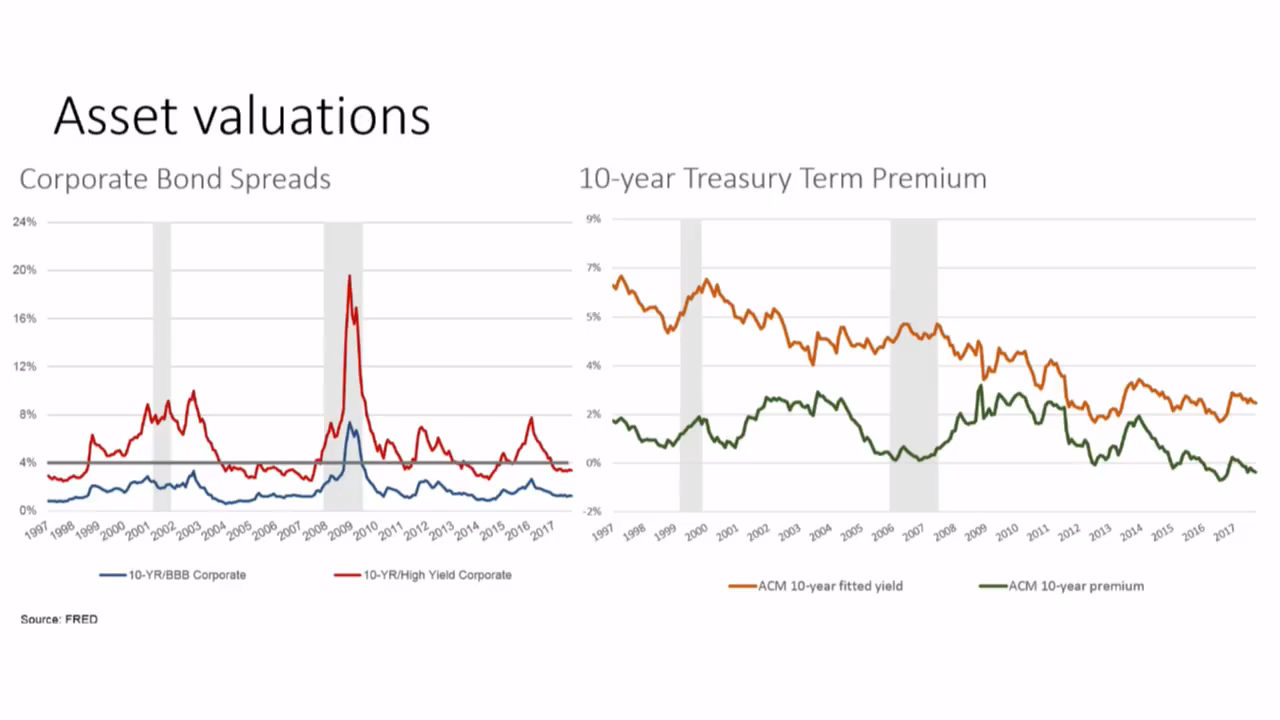 Asset valuations
Corporate Bond Spreads
24%
20%
16%
12%
8%
4%
0%
1997 1998 1999 2000 2001 2002 2003 2004 2005 2006 2007 2008 2009 2010 2011 2012 2013 2014 2015 2016 2017
10-YR/BBB Corporate 10-YR/High Yield Corporate
Source: FRED
10-year Treasury Term Premium
9%
7%
5%
4%
2%
0%
-2%
1997 1998 1999 2000 2001 2002 2003 2004 2005 2006 2007 2008 2009 2010 2011 2012 2013 2014 2015 2016 2017
ACM 10-year fitted yield ACM 10-year premium